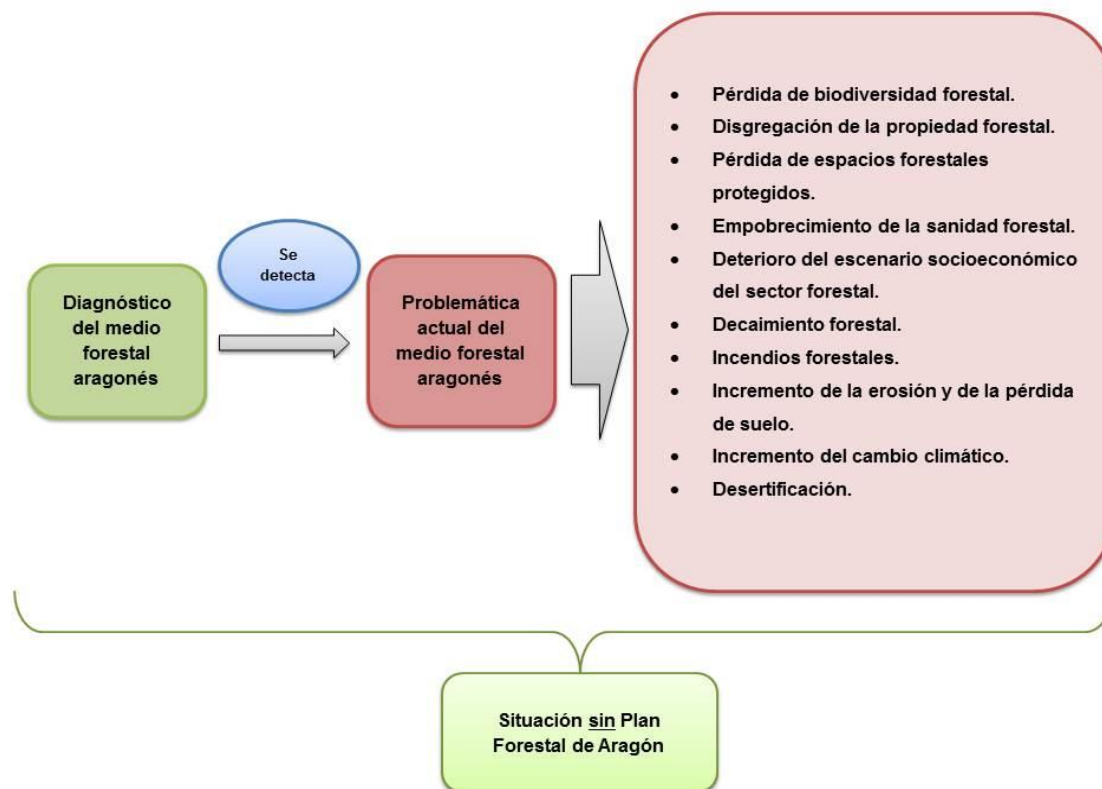 Diagnóstico
del medio
forestal
aragonés
Se
detecta
Problemática
actual del
medio forestal
aragonés
• Pérdida de biodiversidad forestal.
• Disgregación de la propiedad forestal.
• Pérdida de espacios forestales
protegidos.
• Empobrecimiento de la sanidad forestal.
• Deterioro del escenario socioeconómico
del sector forestal.
• Decaimiento forestal.
• Incendios forestales.
• Incremento de la erosión y de la pérdida
de suelo.
• Incremento del cambio climático.
• Desertificación.
Situación sin Plan
Forestal de Aragón